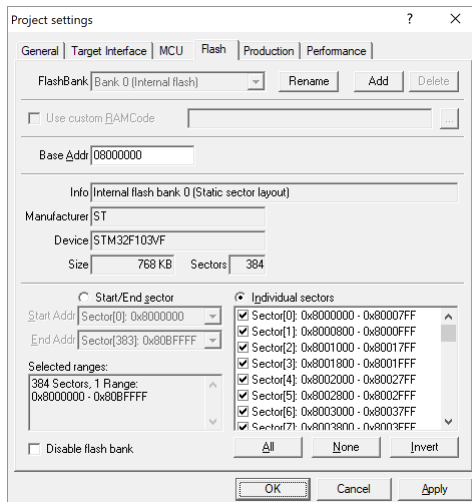 Project settings ? X
General Target Interface MCU Flash Production Performance
FlashBank Bank 0 (Internal flash) Rename Add Delete
Use custom RAMCode ...
Base Addr 08000000
Info Internal flash bank 0 (Static sector layout)
Manufacturer ST
Device STM32F103VF
Size 768 KB Sectors 384
Start/End sector Individual sectors
Start Addr Sector[0]: 0x8000000
End Addr Sector[383]: 0x80BFFFF
Selected ranges:
384 Sectors, 1 Range:
0x8000000 - 0x80BFFFF
Sector[0]: 0x8000000 - 0x80007FF
Sector[1]: 0x8000800 - 0x8000FFF
Sector[2]: 0x8001000 - 0x80017FF
Sector[3]: 0x8001800 - 0x8001FFF
Sector[4]: 0x8002000 - 0x80027FF
Sector[5]: 0x8002800 - 0x8002FFF
Sector[6]: 0x8003000 - 0x80037FF
Sector[7]: 0x8003800 - 0x8003FFF
Disable flash bank All None Invert
OK Cancel Apply